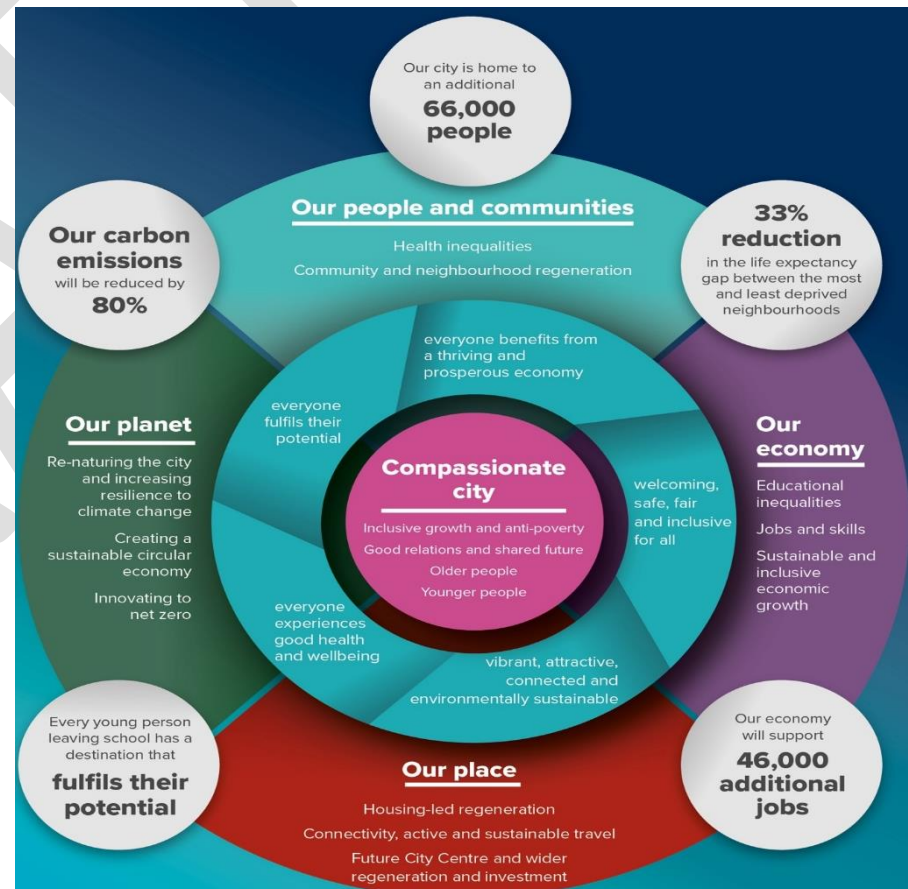 Our city is home to
an additional
66,000
people
Our carbon
emissions
will be reduced by
80%
33%
reduction
in the life expectancy
gap between the most
and least deprived
neighbourhoods
Our people and communities
Health inequalities
Community and neighbourhood regeneration
everyone benefits from
a thriving and
prosperous economy
everyone
fulfils their
potential
welcoming,
safe, fair
and inclusive
for all
everyone
experiences
good health
and wellbeing
vibrant, attractive,
connected and
environmentally sustainable
Compassionate
city
Inclusive growth and anti-poverty
Good relations and shared future
Older people
Younger people
Our planet
Re-naturing the city
and increasing
resilience to
climate change
Creating a
sustainable circular
economy
Innovating to
net zero
Our
economy
Educational
inequalities
Jobs and skills
Sustainable and
inclusive
economic
growth
Every young person
leaving school has a
destination that
fulfils their
potential
Our place
Housing-led regeneration
Connectivity, active and sustainable travel
Future City Centre and wider
regeneration and investment
Our economy
will support
46,000
additional
jobs